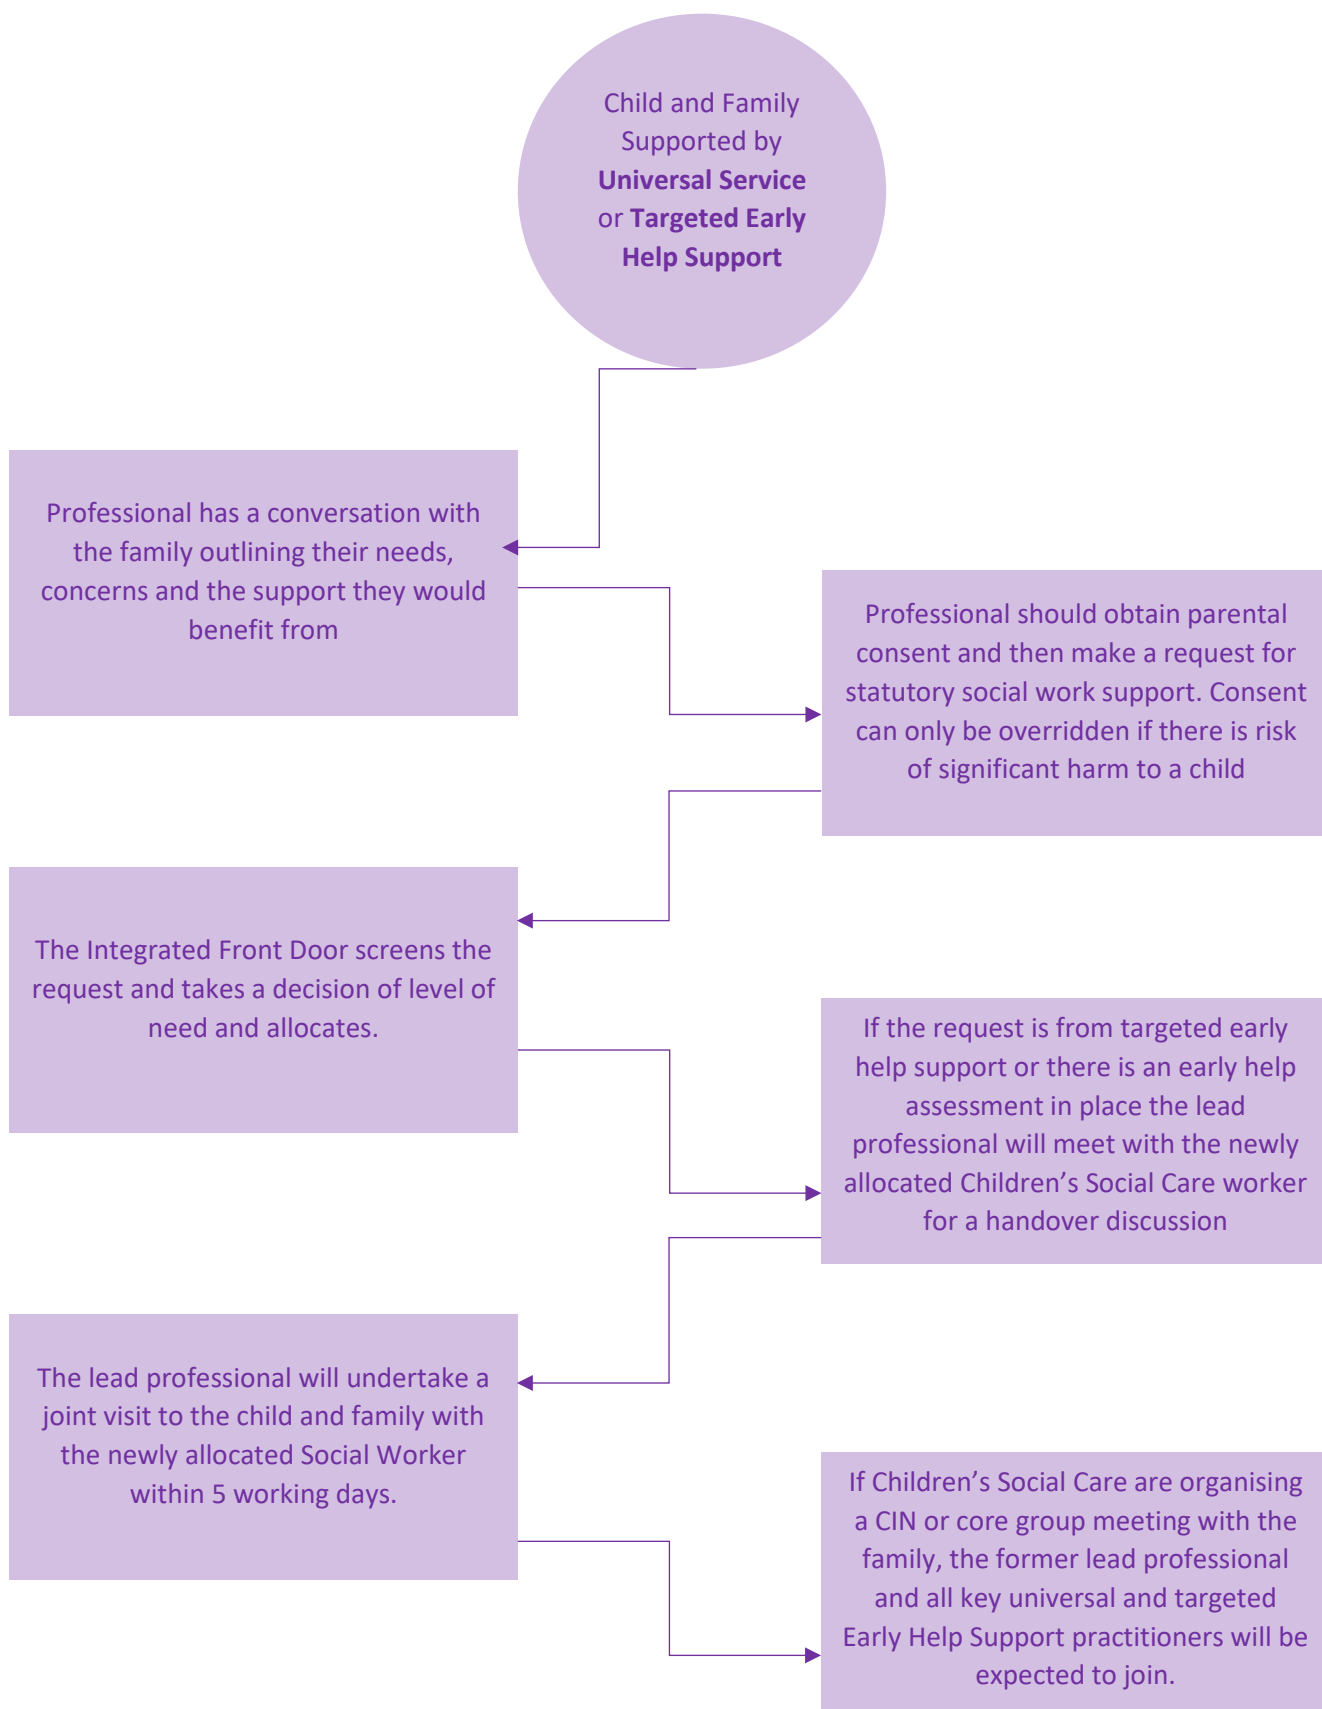 Child and Family
Supported by
Universal Service
or Targeted Early
Help Support
Professional has a conversation with
the family outlining their needs,
concerns and the support they would
benefit from
Professional should obtain parental
consent and then make a request for
statutory social work support. Consent
can only be overridden if there is risk
of significant harm to a child
The Integrated Front Door screens the
request and takes a decision of level of
need and allocates.
If the request is from targeted early
help support or there is an early help
assessment in place the lead
professional will meet with the newly
allocated Children’s Social Care worker
for a handover discussion
The lead professional will undertake a
joint visit to the child and family with
the newly allocated Social Worker
within 5 working days.
If Children’s Social Care are organising
a CIN or core group meeting with the
family, the former lead professional
and all key universal and targeted
Early Help Support practitioners will be
expected to join.